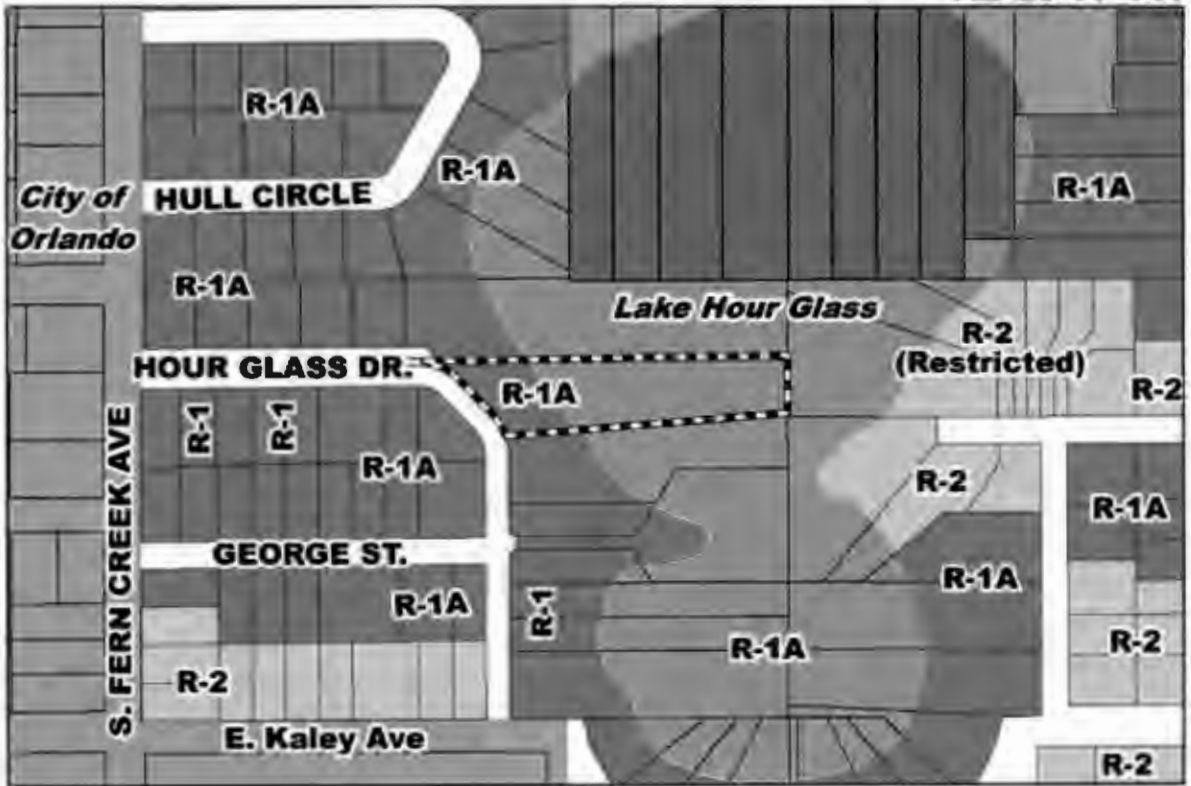 R-1A
R-1A
R-1A
City of
Orlando
HULL CIRCLE
R-1A
Lake Hour Glass
R-2
(Restricted)
HOUR GLASS DR.
R-1A
R-2
R-1
R-1
R-1A
R-2
R-1A
S. FERN CREEK AVE
GEORGE ST.
R-1A
R-1A
R-1
R-1A
R-2
R-2
E. Kaley Ave
R-2